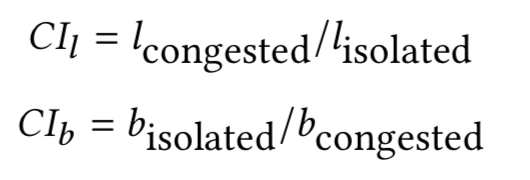 CI_l = l_congested/l_isolated
CI_b = b_isolated/b_congested